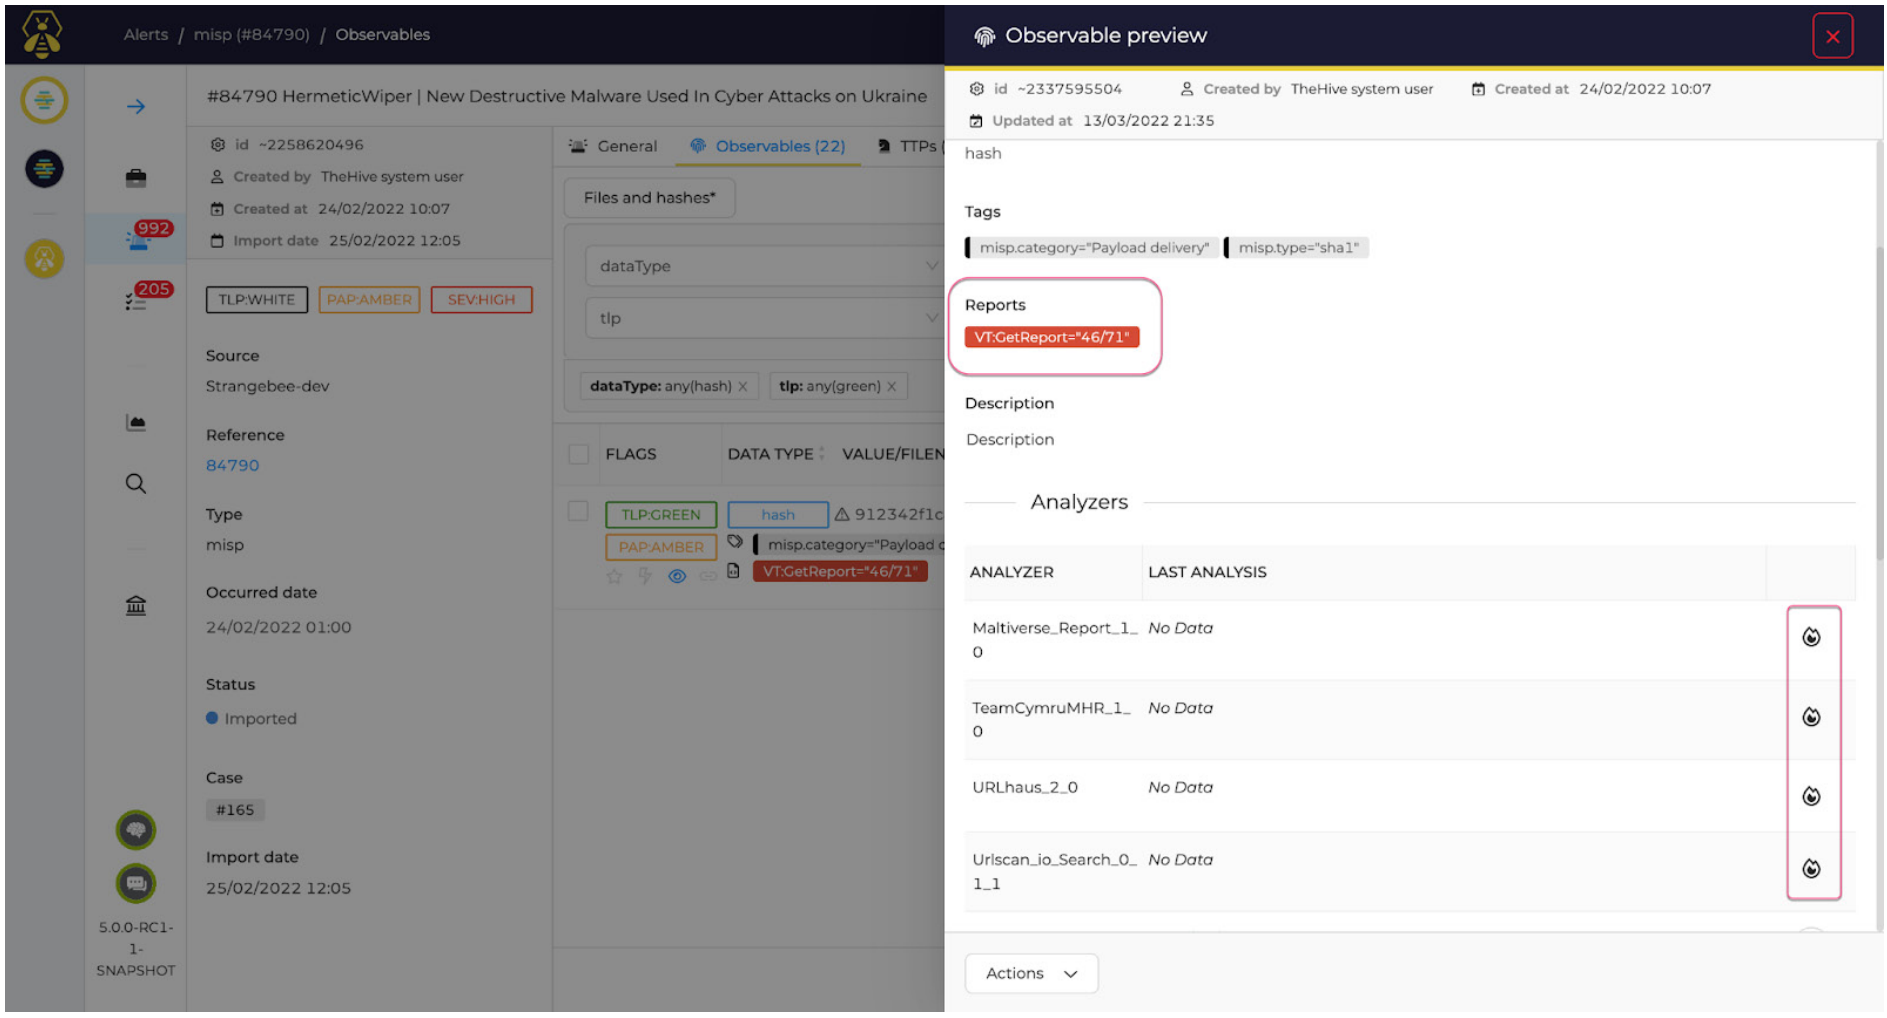 Alerts / misp (#84790) / Observables
#84790 HermeticWiper | New Destructive Malware Used In Cyber Attacks on Ukraine
id ~2258620496
Created by TheHive system user
Created at 24/02/2022 10:07
Import date 25/02/2022 12:05
TLP:WHITE PAP:AMBER SEV:HIGH
Source
Strangebee-dev
Reference
84790
Type
misp
Occurred date
24/02/2022 01:00
Status
Imported
Case
#165
Import date
25/02/2022 12:05
992
205
5.0.0-RC1-
1-
SNAPSHOT
General Observables (22) TTPs (
Files and hashes*
dataType
tlp
dataType: any(hash) × tlp: any(green) ×
FLAGS DATA TYPE VALUE/FILEN
TLP:GREEN hash 912342f1c
PAP:AMBER misp.category="Payload
VT:GetReport="46/71"
Observable preview
id ~2337595504 Created by TheHive system user Created at 24/02/2022 10:07
Updated at 13/03/2022 21:35
hash
Tags
misp.category="Payload delivery" misp.type="sha1"
Reports
VT:GetReport="46/71"
Description
Description
Analyzers
ANALYZER LAST ANALYSIS
Maltiverse_Report_1_ No Data
0
TeamCymruMHR_1_ No Data
0
URLhaus_2_0 No Data
Urlscan_io_Search_0_ No Data
1_1
Actions